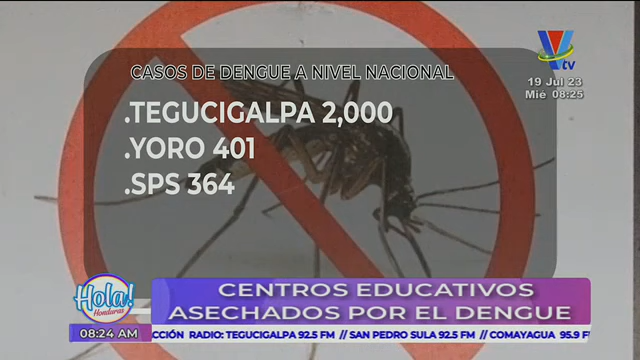 CASOS DE DENGUE A NIVEL NACIONAL
.TEGUCIGALPA 2,000
.YORO 401
.SPS 364
V
tv
19 Jul 23
Mié 08:25
Hola!
Honduras
CENTROS EDUCATIVOS
ASECHADOS POR EL DENGUE
08:24 AM
CCIÓN RADIO: TEGUCIGALPA 92.5 FM // SAN PEDRO SULA 92.5 FM // COMAYAGUA 95.9 F